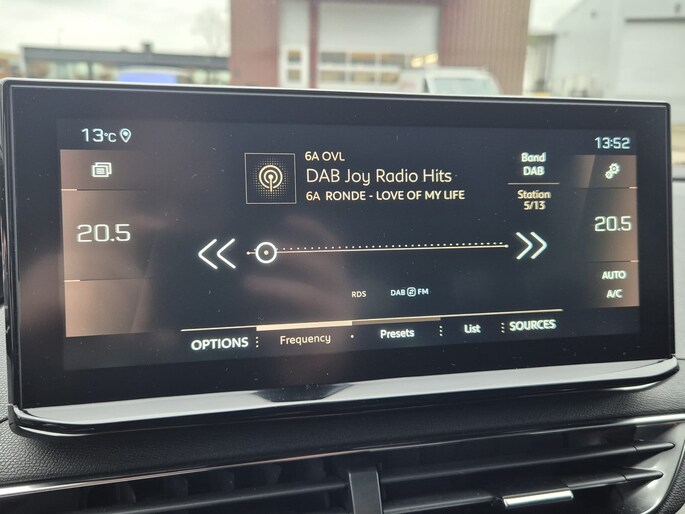 13°C 13:52
6A OVL
DAB Joy Radio Hits
6A RONDE - LOVE OF MY LIFE
Band
DAB
Station
5/13
20.5
20.5
AUTO
A/C
RDS DAB FM
OPTIONS Frequency Presets List SOURCES